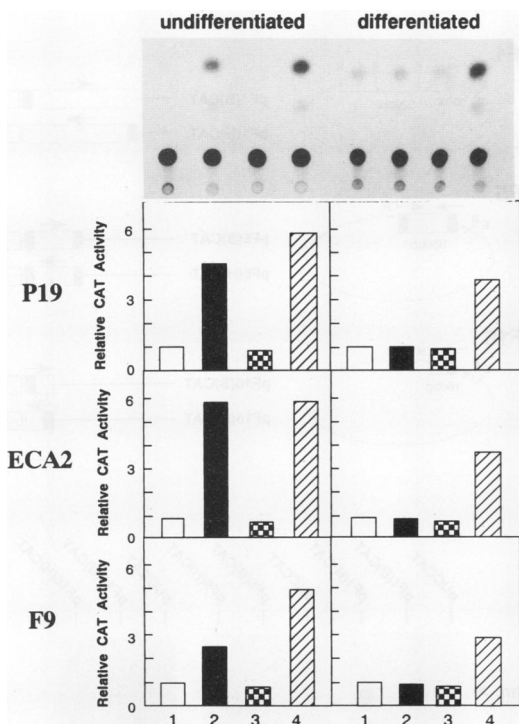 undifferentiated differentiated
P19
Relative CAT Activity
6
3
0
ECA2
Relative CAT Activity
6
3
0
F9
Relative CAT Activity
6
3
0
1 2 3 4 1 2 3 4